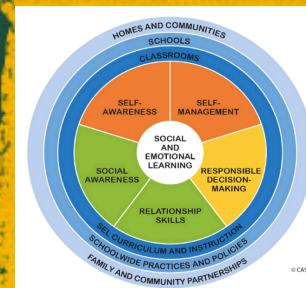 HOMES AND COMMUNITIES
SCHOOLS
CLASSROOMS
SELF-
AWARENESS
SELF-
MANAGEMENT
SOCIAL
AND
EMOTIONAL
LEARNING
SOCIAL
AWARENESS
RESPONSIBLE
DECISION-
MAKING
RELATIONSHIP
SKILLS
SEL CURRICULUM AND INSTRUCTION
SCHOOLWIDE PRACTICES AND POLICIES
FAMILY AND COMMUNITY PARTNERSHIPS
© CAS